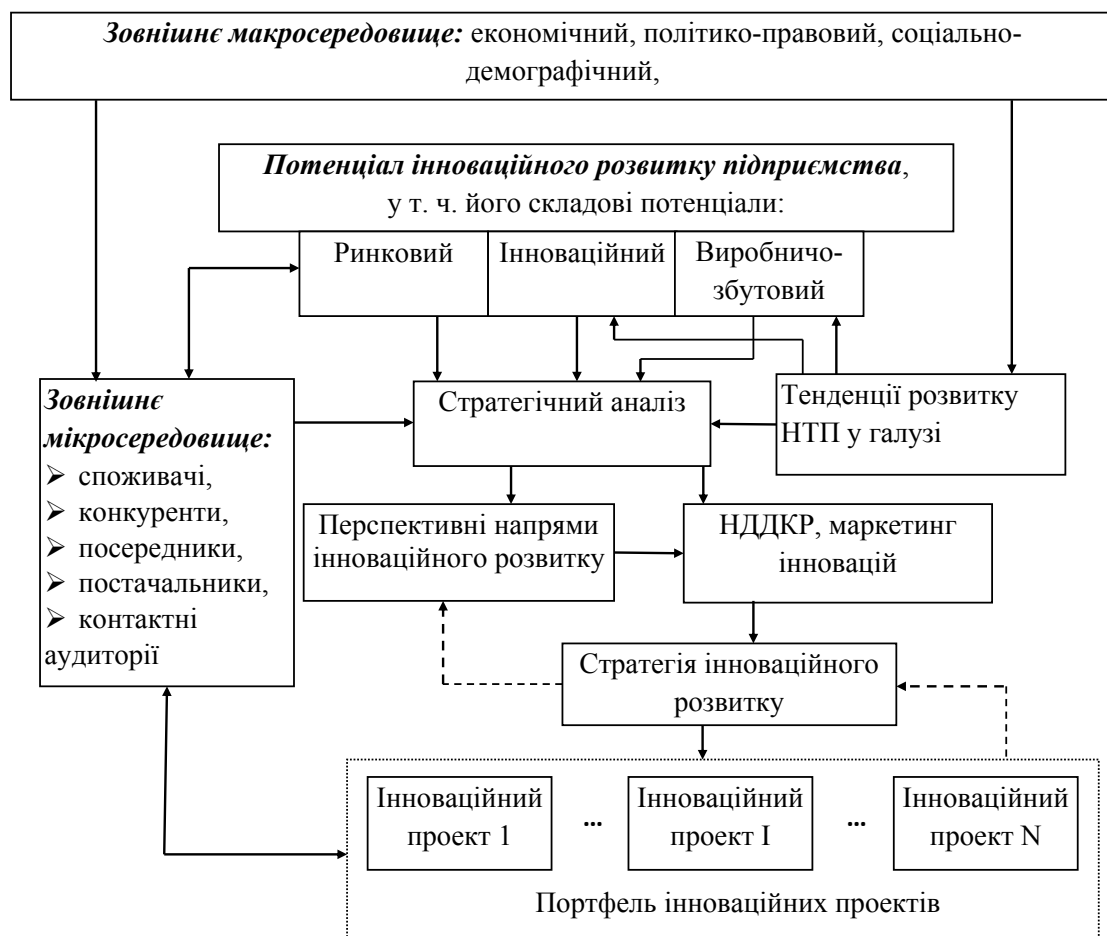 Зовнішнє макросередовище: економічний, політико-правовий, соціально-
демографічний,
Потенціал інноваційного розвитку підприємства,
у т. ч. його складові потенціали:
Ринковий
Інноваційний
Виробничо-
збутовий
Зовнішнє
мікросередовище:
➢ споживачі,
➢ конкуренти,
➢ посередники,
➢ постачальники,
➢ контактні
аудиторії
Стратегічний аналіз
Тенденції розвитку
НТП у галузі
Перспективні напрями
інноваційного розвитку
НДДКР, маркетинг
інновацій
Стратегія інноваційного
розвитку
Інноваційний
проект 1
...
Інноваційний
проект I
...
Інноваційний
проект N
Портфель інноваційних проектів